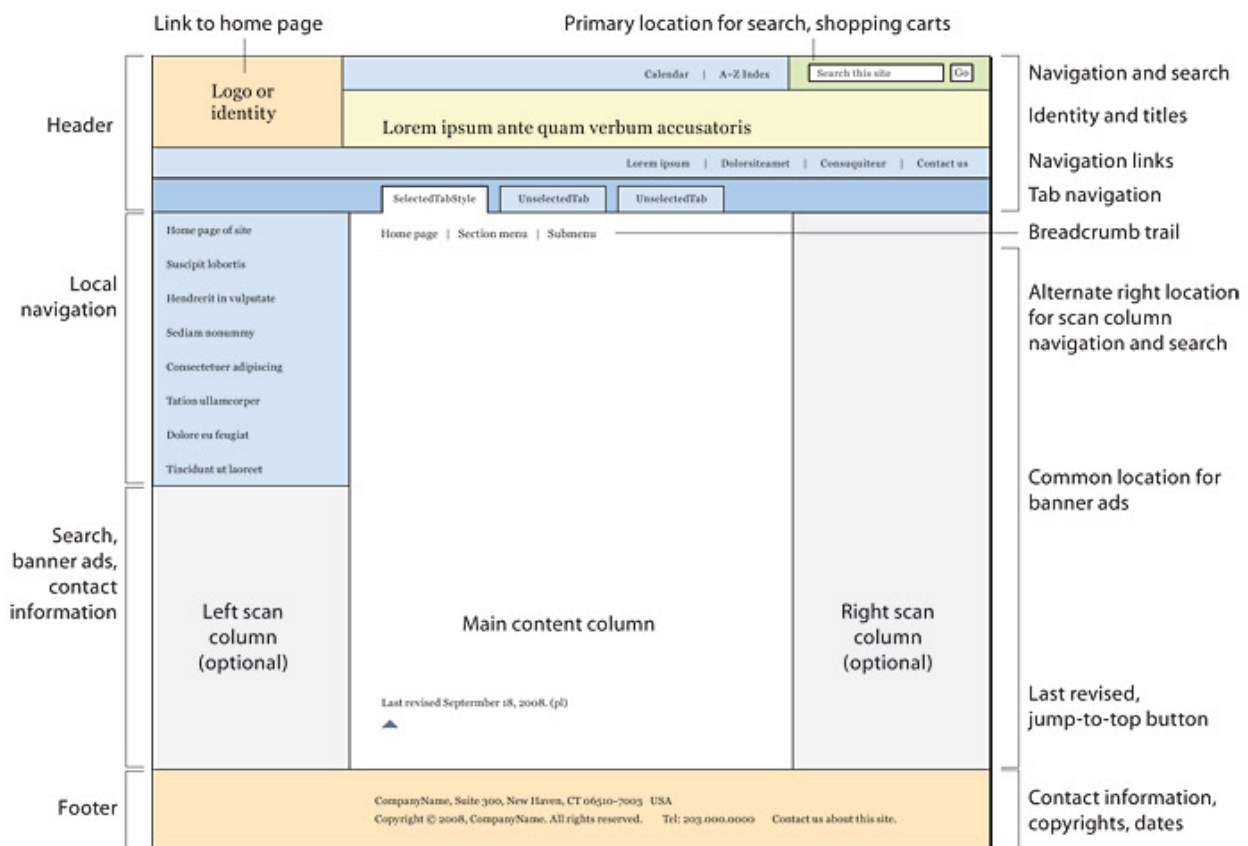 Link to home page
Primary location for search, shopping carts
Header
Logo or
identity
Calendar | A–Z Index
Search this site
Go
Navigation and search
Lorem ipsum ante quam verbum accusatoris
Identity and titles
Lorem ipsum | Dolorsiteamet | Consuquiteur | Contact us
Navigation links
SelectedTabStyle
UnselectedTab
UnselectedTab
Tab navigation
Local
navigation
Home page of site
Suscipit lobortis
Hendrerit in vulputate
Sediam nonummy
Consectetuer adipiscing
Tation ullamcorper
Dolore eu feugiat
Tincidunt ut laoreet
Home page | Section menu | Submenu
Breadcrumb trail
Alternate right location
for scan column
navigation and search
Common location for
banner ads
Search,
banner ads,
contact
information
Left scan
column
(optional)
Main content column
Right scan
column
(optional)
Last revised Septermber 18, 2008. (pl)
Last revised,
jump-to-top button
Footer
CompanyName, Suite 300, New Haven, CT 06510–7003 USA
Copyright © 2008, CompanyName. All rights reserved. Tel: 203.000.0000 Contact us about this site.
Contact information,
copyrights, dates